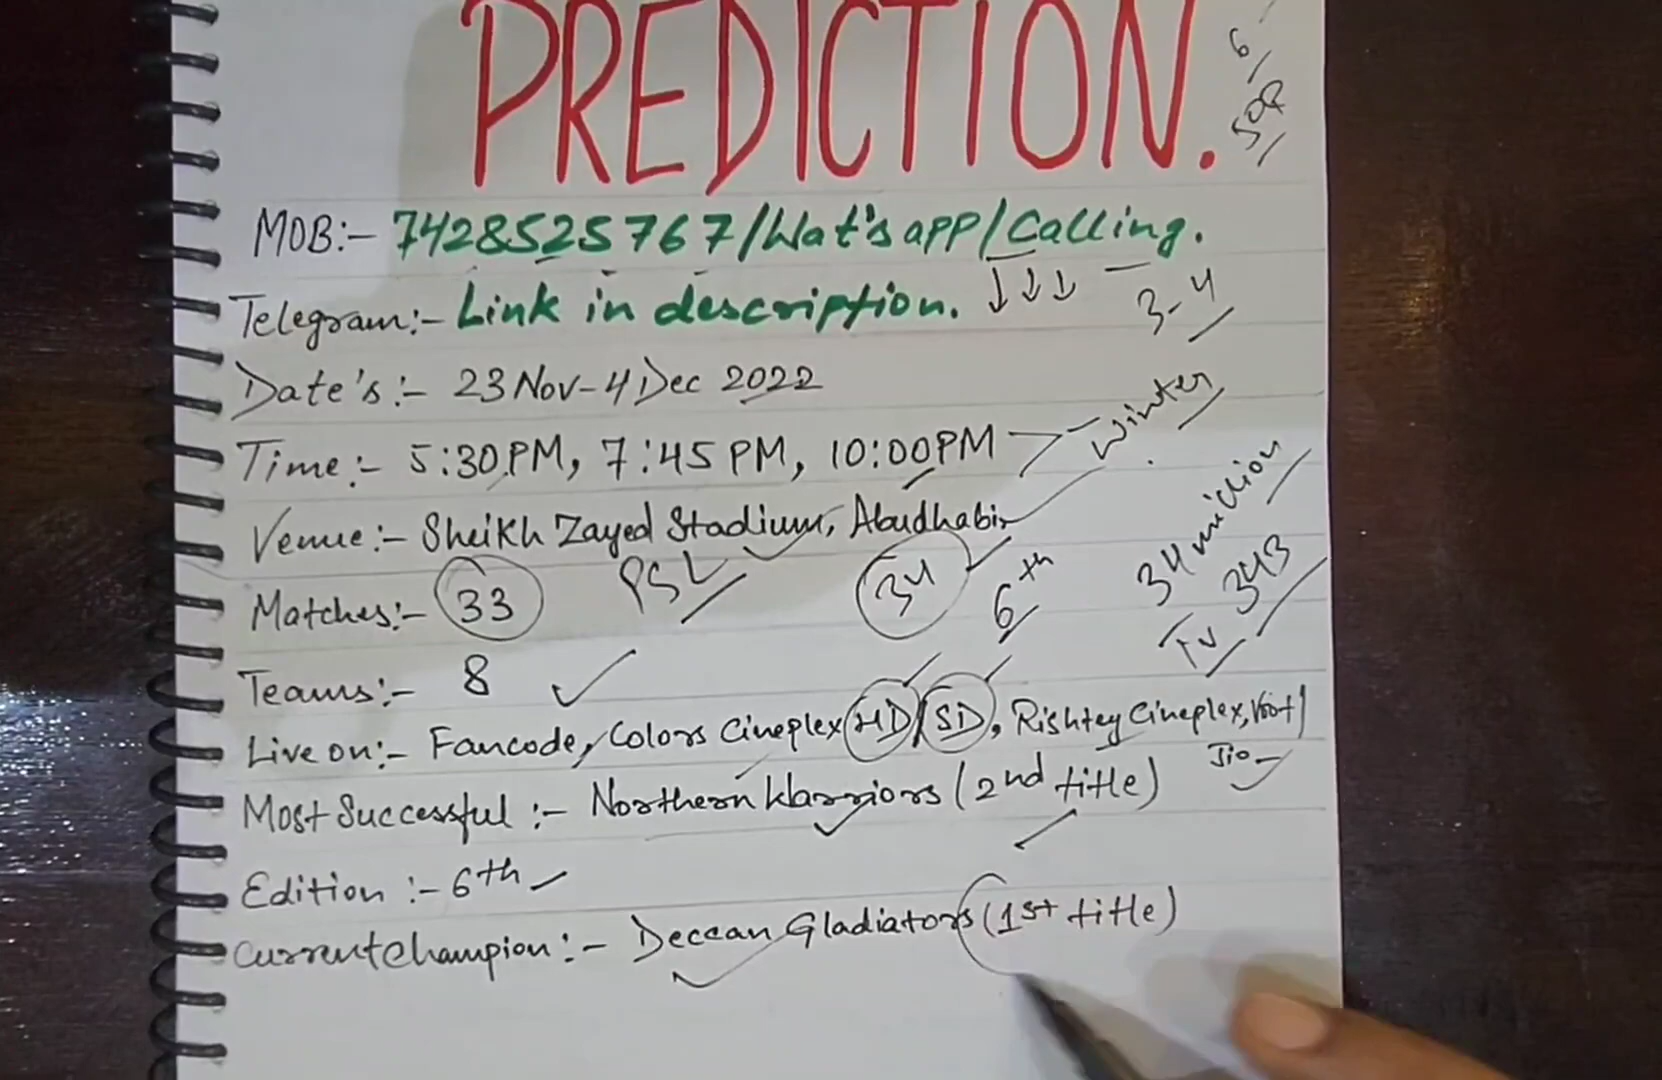 PREDICTION.
6
50R
MOB:- 7428525767/Wat's app/Calling.
Telegram:- Link in description. ↓↓↓
3-4
Date's:- 23 Nov-4 Dec 2022
Winter
Time:- 5:30 PM, 7:45 PM, 10:00 PM
Venue:- Sheikh Zayed Stadium, Abudhabi
34 million
Tv 343
Matches:- 33 PSL 34 6th
Teams:- 8
Live on:- Fancode, Colors Cineplex HD/SD, Rishtey Cineplex, Voot
Jio
Most Successful :- Northern Warriors (2nd title)
Edition :- 6th
Current Champion:- Deccan Gladiators (1st title)